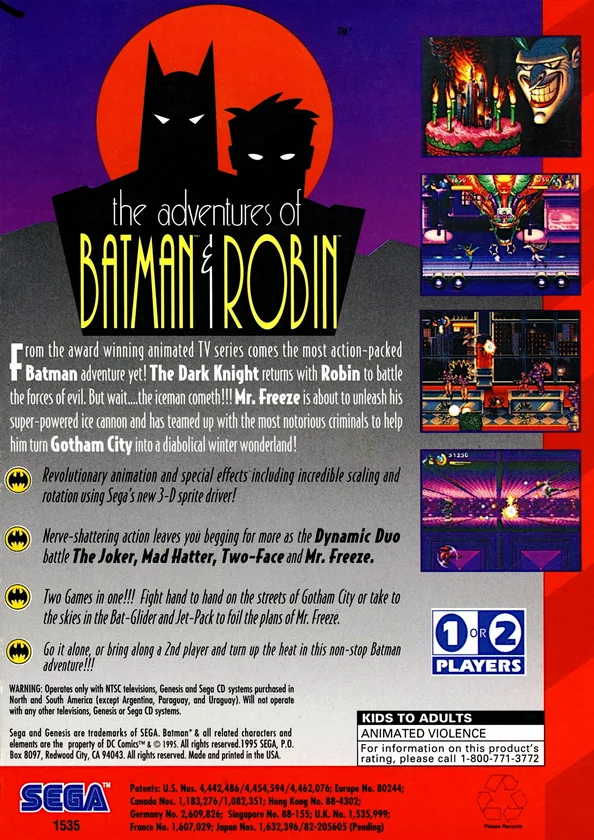 TM
the adventures of
BATMAN & ROBIN
From the award winning animated TV series comes the most action-packed
Batman adventure yet! The Dark Knight returns with Robin to battle
the forces of evil. But wait....the iceman cometh!!! Mr. Freeze is about to unleash his
super-powered ice cannon and has teamed up with the most notorious criminals to help
him turn Gotham City into a diabolical winter wonderland!
Revolutionary animation and special effects including incredible scaling and
rotation using Sega's new 3-D sprite driver!
Nerve-shattering action leaves you begging for more as the Dynamic Duo
battle The Joker, Mad Hatter, Two-Face and Mr. Freeze.
Two Games in one!!! Fight hand to hand on the streets of Gotham City or take to
the skies in the Bat-Glider and Jet-Pack to foil the plans of Mr. Freeze.
Go it alone, or bring along a 2nd player and turn up the heat in this non-stop Batman
adventure!!!
31250
1 OR 2
PLAYERS
WARNING: Operates only with NTSC televisions, Genesis and Sega CD systems purchased in
North and South America (except Argentina, Paraguay, and Uruguay). Will not operate
with any other televisions, Genesis or Sega CD systems.
Sega and Genesis are trademarks of SEGA. Batman* & all related characters and
elements are the property of DC Comics™ & © 1995. All rights reserved.1995 SEGA, P.O.
Box 8097, Redwood City, CA 94043. All rights reserved. Made and printed in the USA.
KIDS TO ADULTS
ANIMATED VIOLENCE
For information on this product's
rating, please call 1-800-771-3772
SEGA™
1535
Patents: U.S. Nos. 4,442,486/4,454,594/4,462,076; Europe No. 80244;
Canada Nos. 1,183,276/1,082,351; Hong Kong No. 88-4302;
Germany No. 2,609,826; Singapore No. 88-155; U.K. No. 1,535,999;
France No. 1,607,029; Japan Nos. 1,632,396/82-205605 (Pending)
Please Recycle